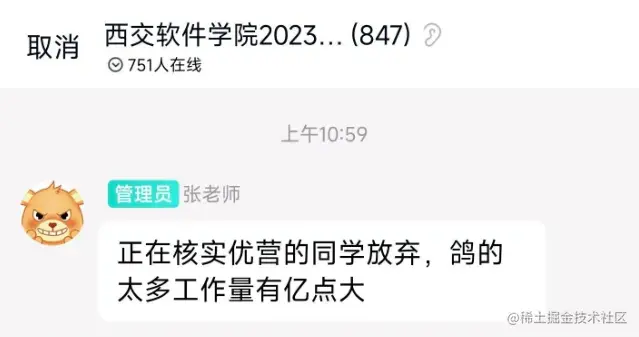 取消
西交软件学院2023... (847)
751人在线
上午10:59
管理员 张老师
正在核实优营的同学放弃，鸽的
太多工作量有亿点大
@稀土掘金技术社区